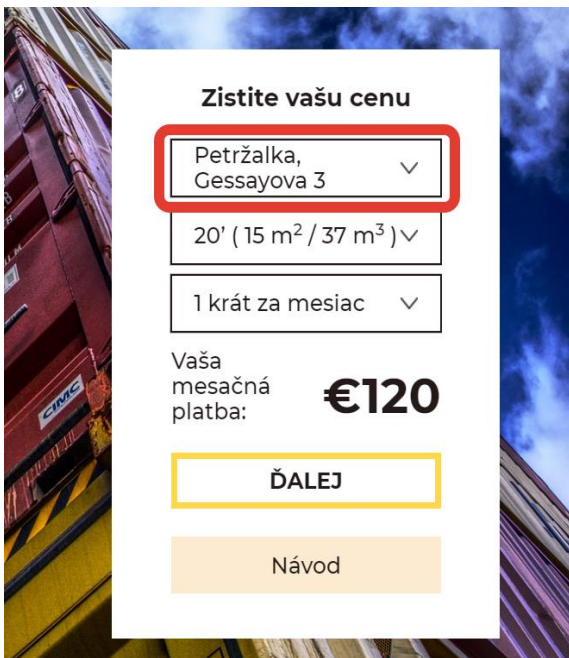 Zistite vašu cenu
Petržalka,
Gessayova 3
20’ ( 15 m² / 37 m³ )
1 krát za mesiac
Vaša
mesačná
platba:
€120
ĎALEJ
Návod
CIMC